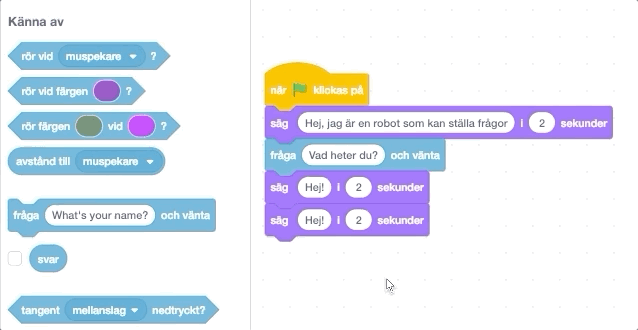 Känna av
rör vid muspekare ?
rör vid färgen ?
rör färgen vid ?
avstånd till muspekare
fråga What's your name? och vänta
svar
tangent mellanslag nedtryckt?
när klickas på
säg Hej, jag är en robot som kan ställa frågor i 2 sekunder
fråga Vad heter du? och vänta
säg Hej! i 2 sekunder
säg Hej! i 2 sekunder